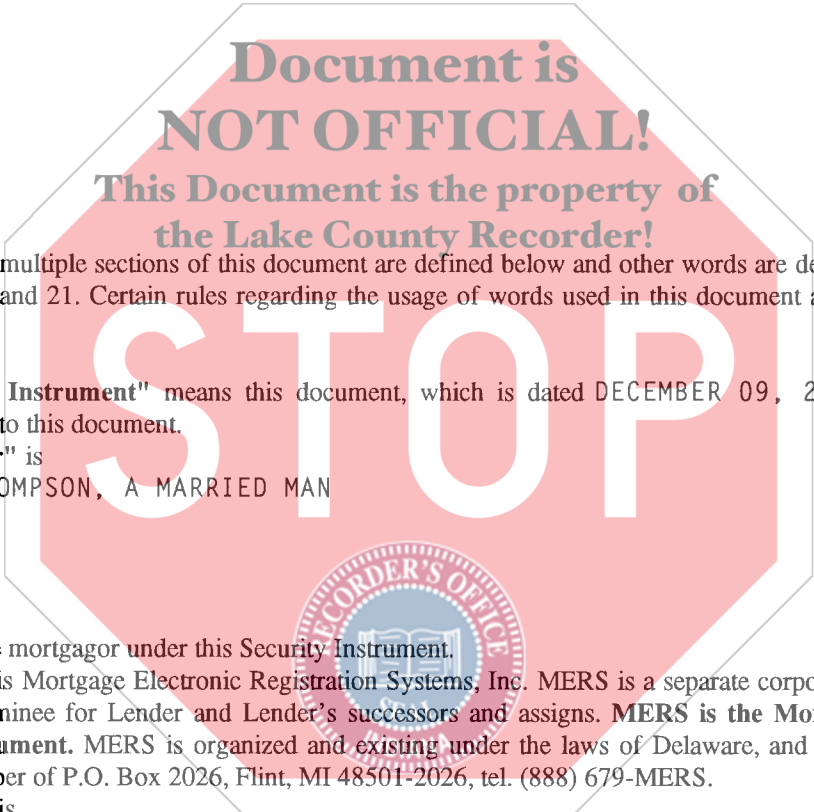 Document is
NOT OFFICIAL!
This Document is the property of
the Lake County Recorder!
multiple sections of this document are defined below and other words are de
and 21. Certain rules regarding the usage of words used in this document a
STOP
Instrument" means this document, which is dated DECEMBER 09, 2
to this document.
" is
OMPSON, A MARRIED MAN
RECORDER'S OFFICE
mortgagor under this Security Instrument.
is Mortgage Electronic Registration Systems, Inc. MERS is a separate corpo
minee for Lender and Lender's successors and assigns. MERS is the Mo
ument. MERS is organized and existing under the laws of Delaware, and
SEAL
ber of P.O. Box 2026, Flint, MI 48501-2026, tel. (888) 679-MERS.
is